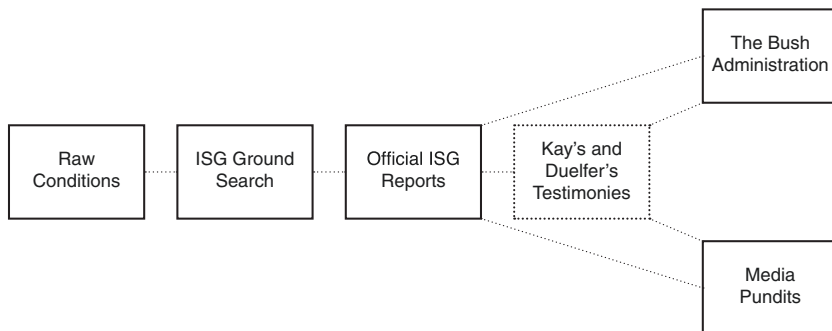 The Bush
Administration
Raw
Conditions
ISG Ground
Search
Official ISG
Reports
Kay's and
Duelfer's
Testimonies
Media
Pundits